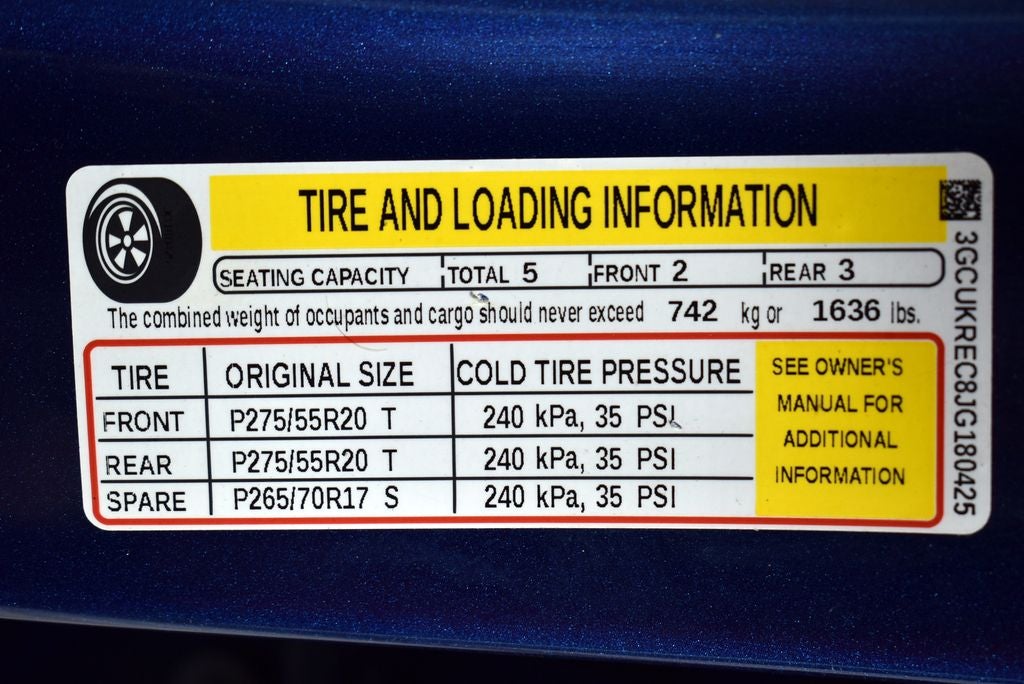 TIRE AND LOADING INFORMATION
SEATING CAPACITY TOTAL 5 FRONT 2 REAR 3
The combined weight of occupants and cargo should never exceed 742 kg or 1636 lbs.
TIRE ORIGINAL SIZE COLD TIRE PRESSURE
FRONT P275/55R20 T 240 kPa, 35 PSI
REAR P275/55R20 T 240 kPa, 35 PSI
SPARE P265/70R17 S 240 kPa, 35 PSI
SEE OWNER'S
MANUAL FOR
ADDITIONAL
INFORMATION
3GCUKREC8JG180425